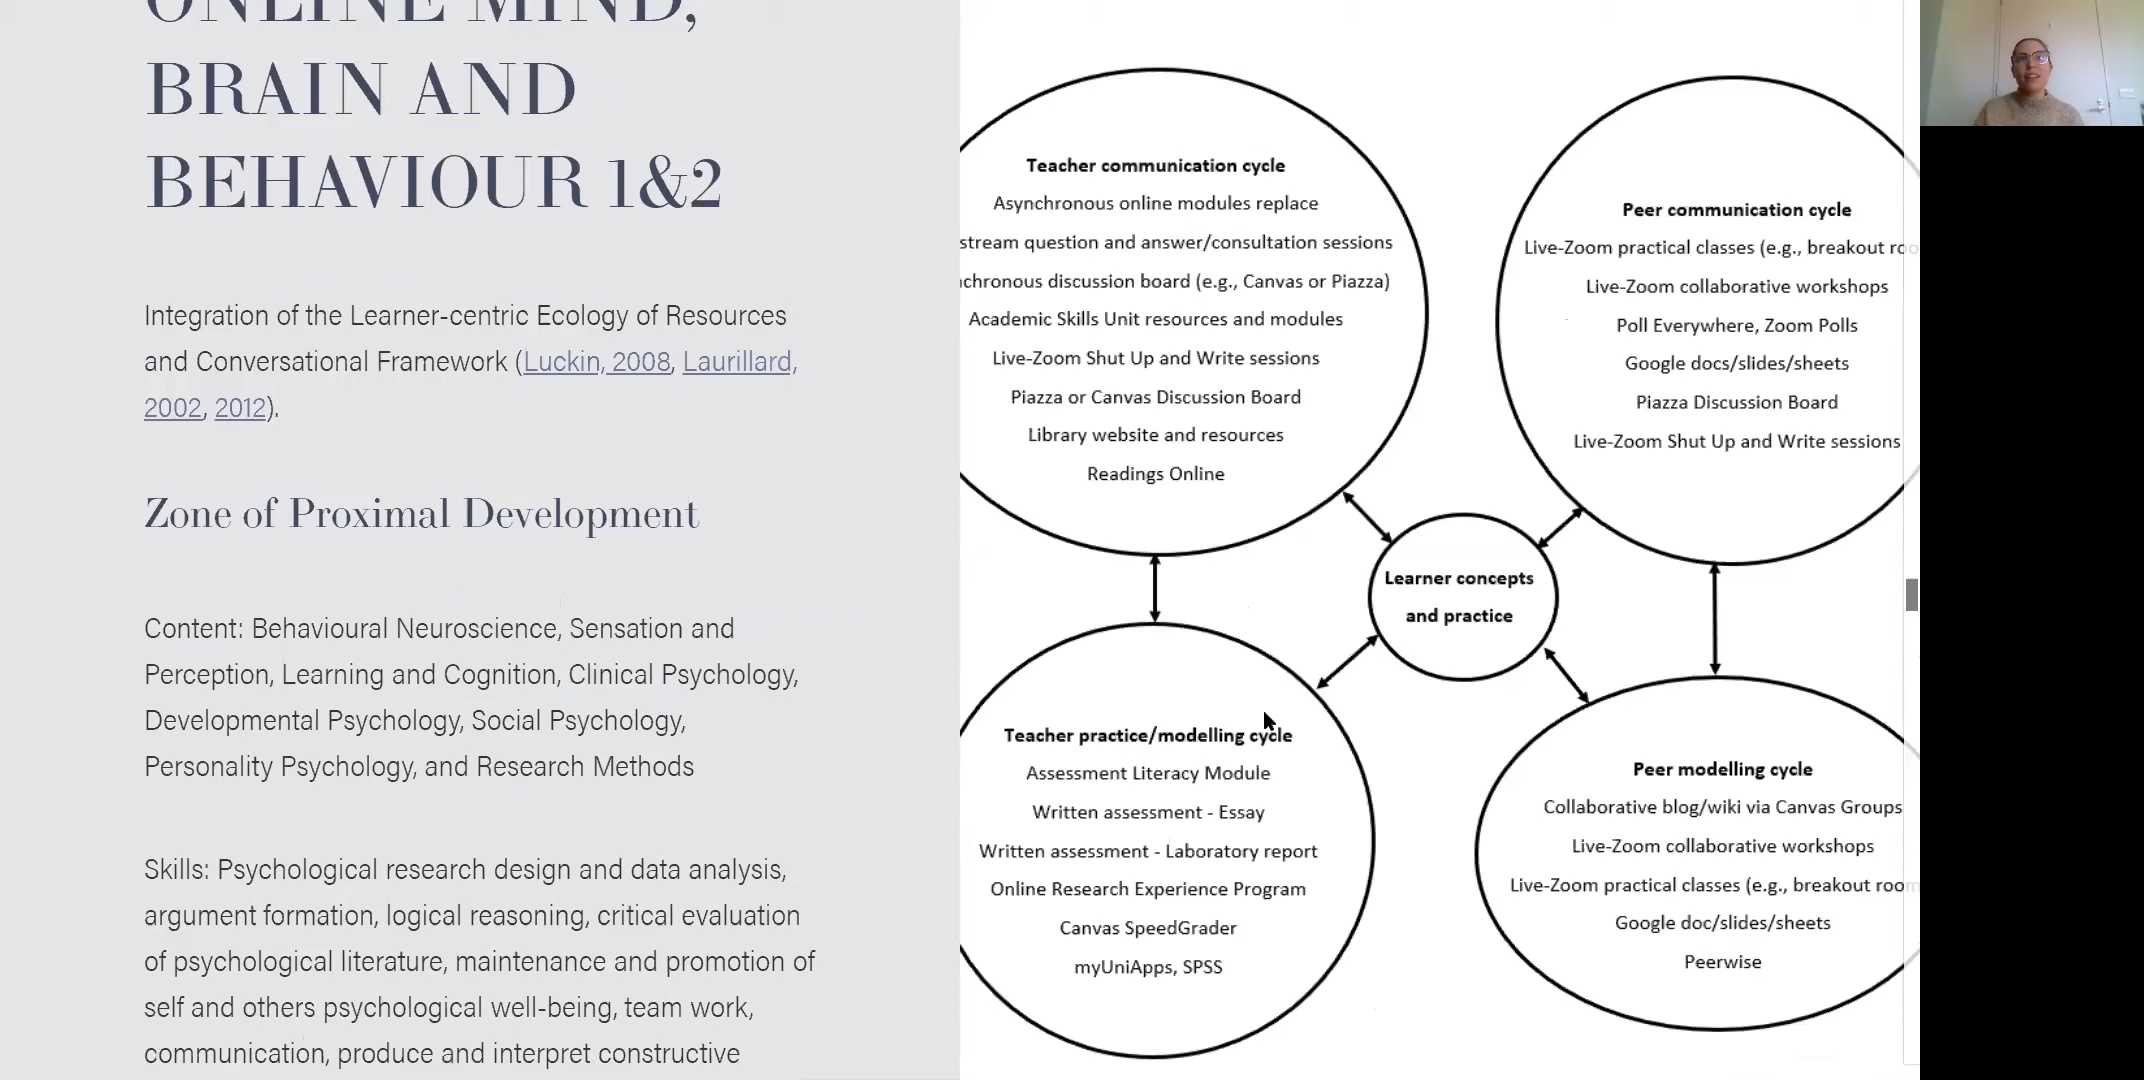 ONLINE MIND,
BRAIN AND
BEHAVIOUR 1&2
Integration of the Learner-centric Ecology of Resources
and Conversational Framework (Luckin, 2008, Laurillard,
2002, 2012).
Zone of Proximal Development
Content: Behavioural Neuroscience, Sensation and
Perception, Learning and Cognition, Clinical Psychology,
Developmental Psychology, Social Psychology,
Personality Psychology, and Research Methods
Skills: Psychological research design and data analysis,
argument formation, logical reasoning, critical evaluation
of psychological literature, maintenance and promotion of
self and others psychological well-being, team work,
communication, produce and interpret constructive
Teacher communication cycle
Asynchronous online modules replace
stream question and answer/consultation sessions
chronous discussion board (e.g., Canvas or Piazza)
Academic Skills Unit resources and modules
Live-Zoom Shut Up and Write sessions
Piazza or Canvas Discussion Board
Library website and resources
Readings Online
Peer communication cycle
Live-Zoom practical classes (e.g., breakout roo
Live-Zoom collaborative workshops
Poll Everywhere, Zoom Polls
Google docs/slides/sheets
Piazza Discussion Board
Live-Zoom Shut Up and Write sessions
Learner concepts
and practice
Teacher practice/modelling cycle
Assessment Literacy Module
Written assessment - Essay
Written assessment - Laboratory report
Online Research Experience Program
Canvas SpeedGrader
myUniApps, SPSS
Peer modelling cycle
Collaborative blog/wiki via Canvas Groups
Live-Zoom collaborative workshops
Live-Zoom practical classes (e.g., breakout room
Google doc/slides/sheets
Peerwise